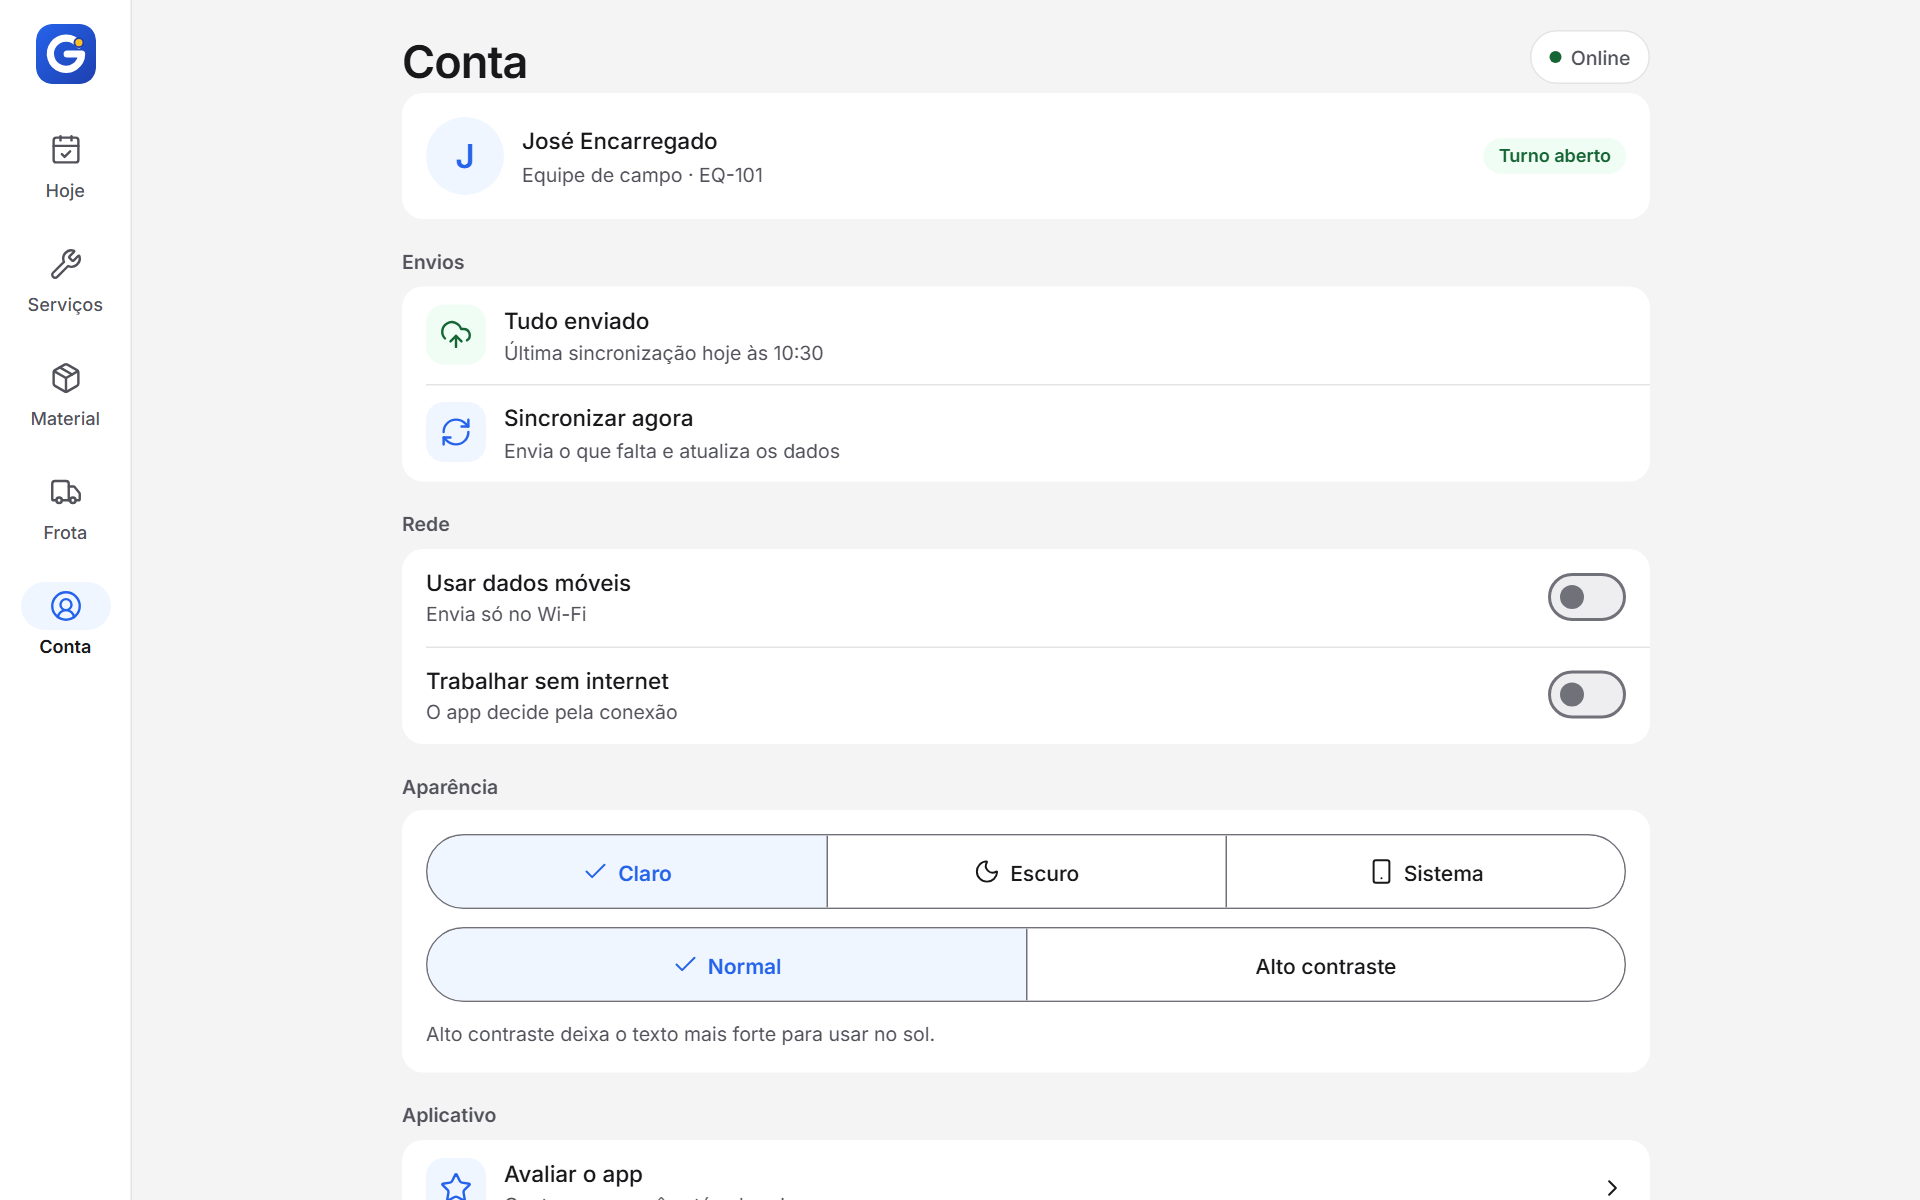 Conta
Online
J
José Encarregado
Equipe de campo · EQ-101
Turno aberto
Hoje
Serviços
Material
Frota
Conta
Envios
Tudo enviado
Última sincronização hoje às 10:30
Sincronizar agora
Envia o que falta e atualiza os dados
Rede
Usar dados móveis
Envia só no Wi-Fi
Trabalhar sem internet
O app decide pela conexão
Aparência
Claro
Escuro
Sistema
Normal
Alto contraste
Alto contraste deixa o texto mais forte para usar no sol.
Aplicativo
Avaliar o app